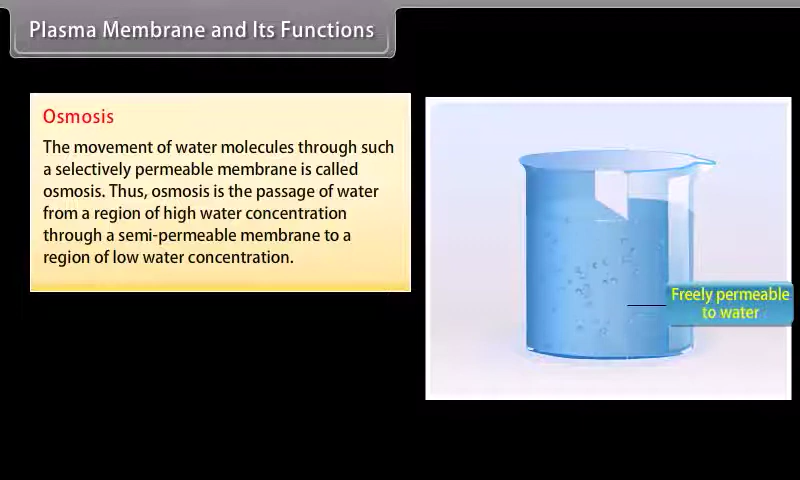 Plasma Membrane and Its Functions
Osmosis
The movement of water molecules through such
a selectively permeable membrane is called
osmosis. Thus, osmosis is the passage of water
from a region of high water concentration
through a semi-permeable membrane to a
region of low water concentration.
Freely permeable
to water